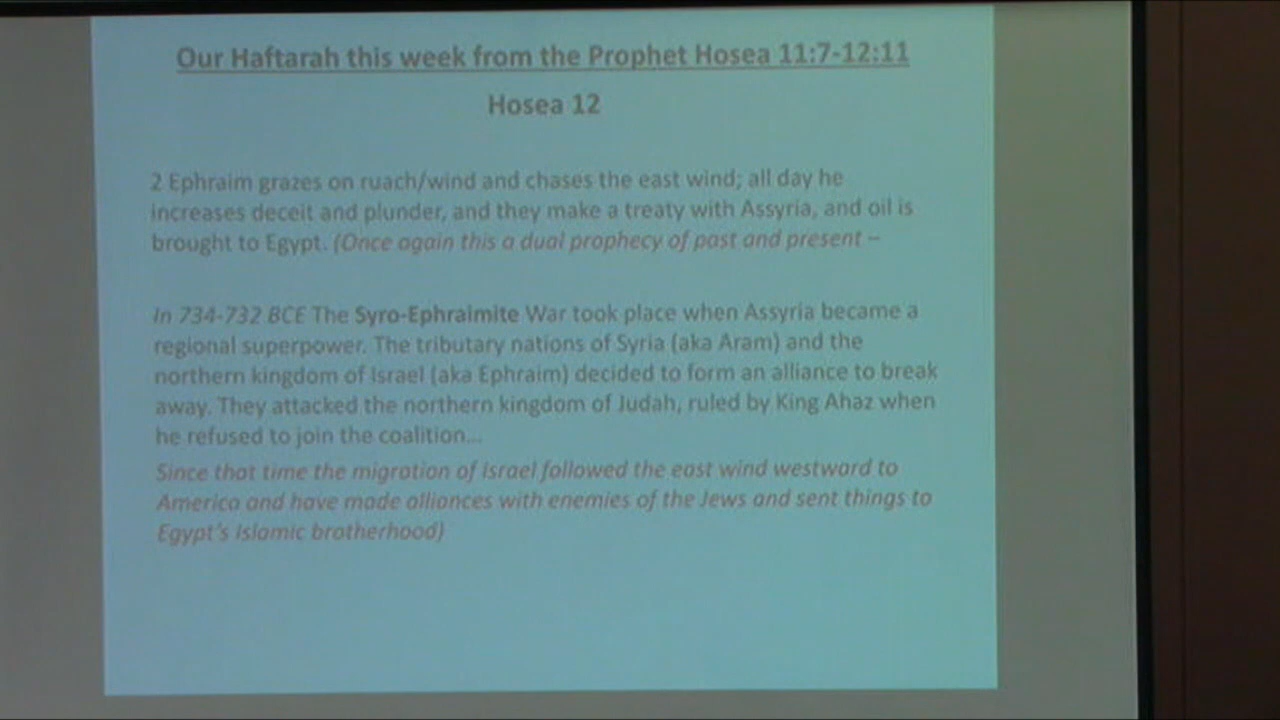 Our Haftarah this week from the Prophet Hosea 11:7-12:11
Hosea 12
2 Ephraim grazes on ruach/wind and chases the east wind; all day he
increases deceit and plunder, and they make a treaty with Assyria, and oil is
brought to Egypt. (Once again this a dual prophecy of past and present –
In 734-732 BCE The Syro-Ephraimite War took place when Assyria became a
regional superpower. The tributary nations of Syria (aka Aram) and the
northern kingdom of Israel (aka Ephraim) decided to form an alliance to break
away. They attacked the northern kingdom of Judah, ruled by King Ahaz when
he refused to join the coalition...
Since that time the migration of Israel followed the east wind westward to
America and have made alliances with enemies of the Jews and sent things to
Egypt's Islamic brotherhood)